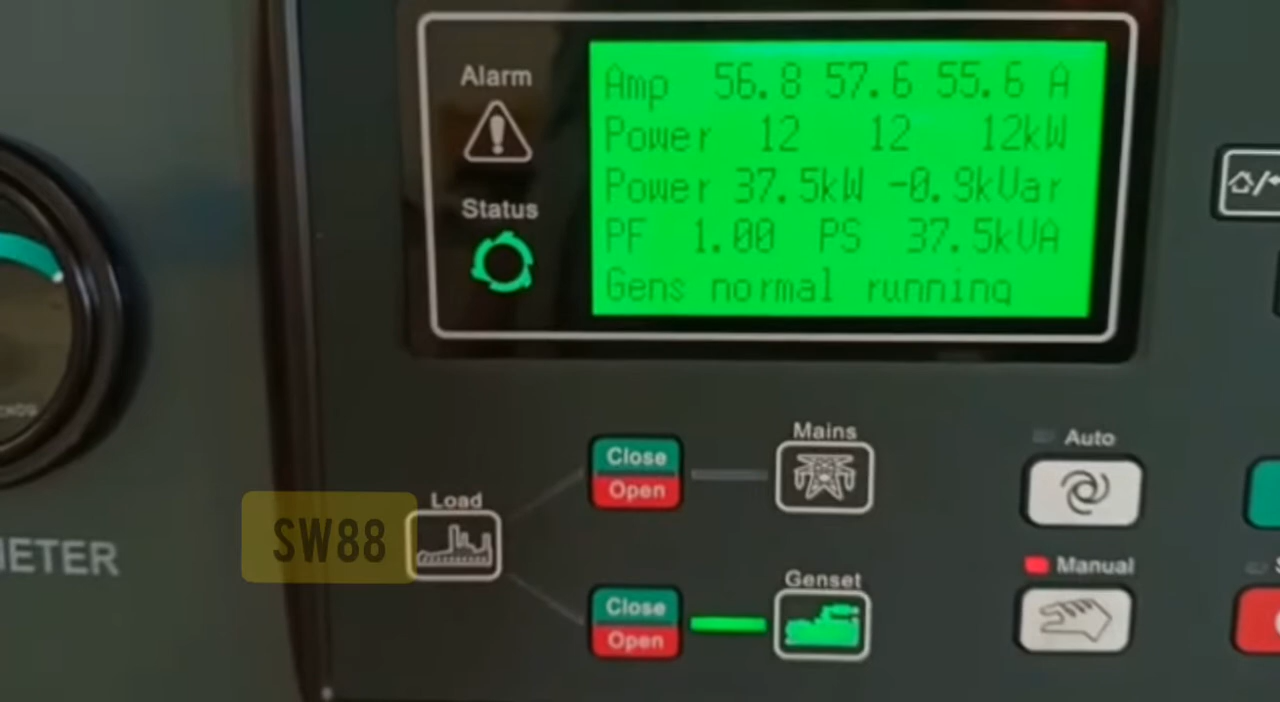 Alarm
Status
Amp 56.8 57.6 55.6 A
Power 12 12 12kW
Power 37.5kW -0.9kVar
PF 1.00 PS 37.5kVA
Gens normal running
Mains
Close
Open
Auto
Load
SW88
Genset
Close
Open
Manual